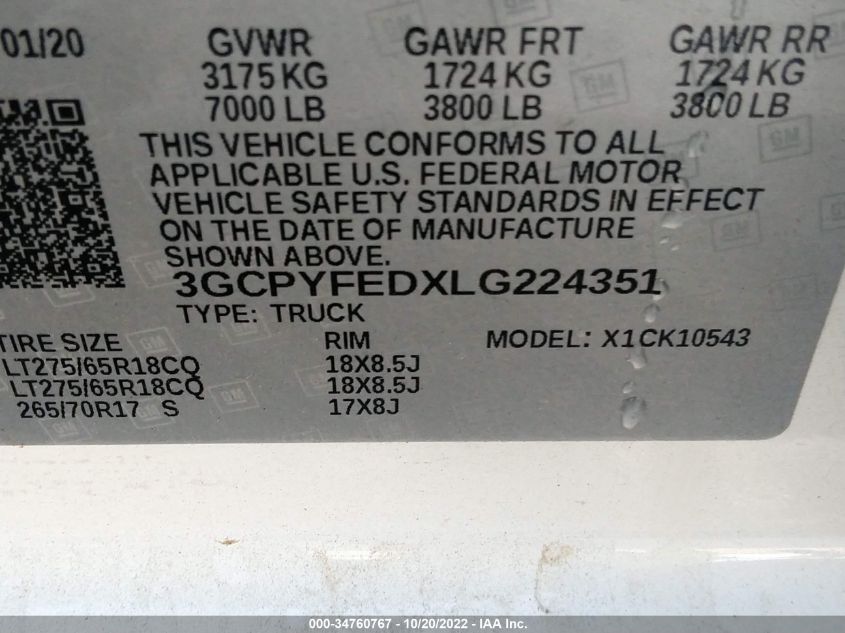 01/20 GVWR GAWR FRT GAWR RR
3175 KG 1724 KG 1724 KG
7000 LB 3800 LB 3800 LB
THIS VEHICLE CONFORMS TO ALL
APPLICABLE U.S. FEDERAL MOTOR
VEHICLE SAFETY STANDARDS IN EFFECT
ON THE DATE OF MANUFACTURE
SHOWN ABOVE.
3GCPYFEDXLG224351
TYPE: TRUCK
TIRE SIZE RIM MODEL: X1CK10543
LT275/65R18CQ 18X8.5J
LT275/65R18CQ 18X8.5J
265/70R17 S 17X8J
000-34760767 - 10/20/2022 - IAA Inc.